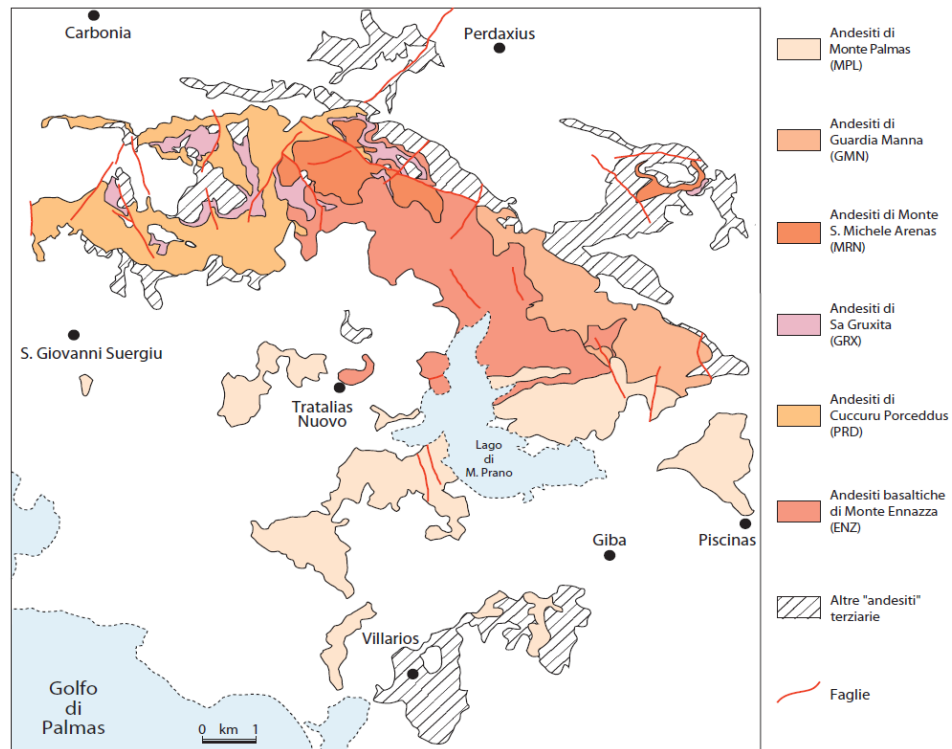 Carbonia
Perdaxius
S. Giovanni Suergiu
Tratalias
Nuovo
Lago
di
M. Prano
Giba
Piscinas
Villarios
Golfo
di
Palmas
0 km 1
Andesiti di
Monte Palmas
(MPL)
Andesiti di
Guardia Manna
(GMN)
Andesiti di Monte
S. Michele Arenas
(MRN)
Andesiti di
Sa Gruxita
(GRX)
Andesiti di
Cuccuru Porceddus
(PRD)
Andesiti basaltiche
di Monte Ennazza
(ENZ)
Altre "andesiti"
terziarie
Faglie